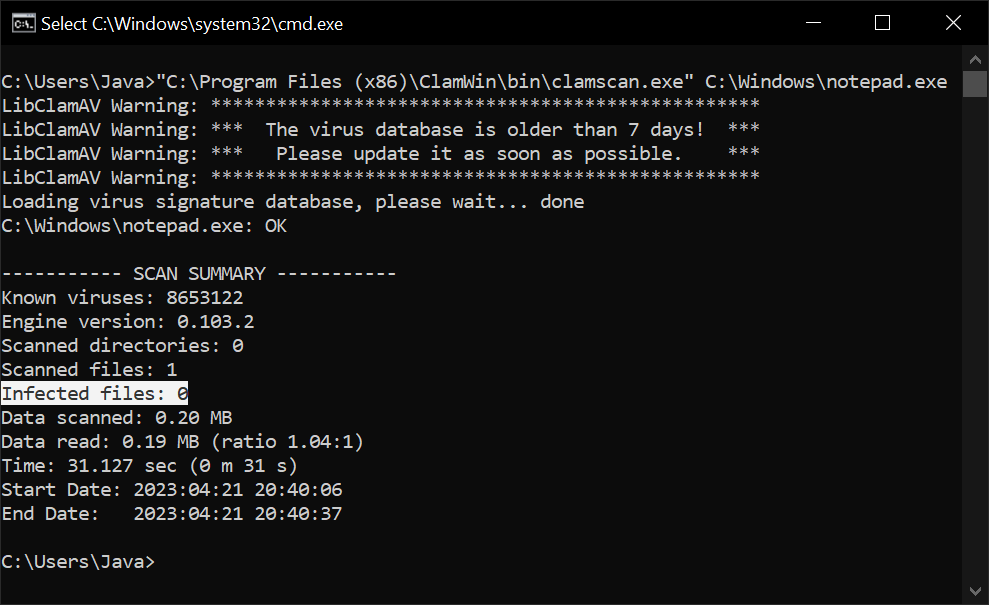 Select C:\Windows\system32\cmd.exe
C:\Users\Java>"C:\Program Files (x86)\ClamWin\bin\clamscan.exe" C:\Windows\notepad.exe
LibClamAV Warning: **************************************************
LibClamAV Warning: ***  The virus database is older than 7 days!  ***
LibClamAV Warning: ***   Please update it as soon as possible.    ***
LibClamAV Warning: **************************************************
Loading virus signature database, please wait... done
C:\Windows\notepad.exe: OK
----------- SCAN SUMMARY -----------
Known viruses: 8653122
Engine version: 0.103.2
Scanned directories: 0
Scanned files: 1
Infected files: 0
Data scanned: 0.20 MB
Data read: 0.19 MB (ratio 1.04:1)
Time: 31.127 sec (0 m 31 s)
Start Date: 2023:04:21 20:40:06
End Date:   2023:04:21 20:40:37
C:\Users\Java>